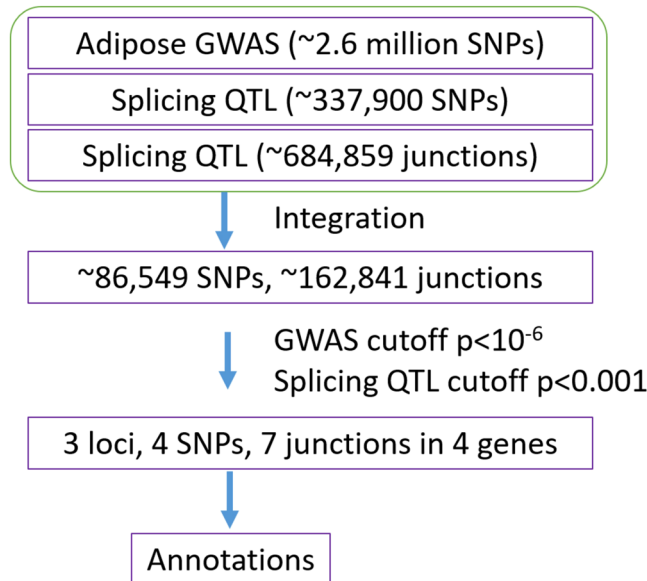 Adipose GWAS (~2.6 million SNPs)
Splicing QTL (~337,900 SNPs)
Splicing QTL (~684,859 junctions)
Integration
~86,549 SNPs, ~162,841 junctions
GWAS cutoff p<10⁻⁶
Splicing QTL cutoff p<0.001
3 loci, 4 SNPs, 7 junctions in 4 genes
Annotations